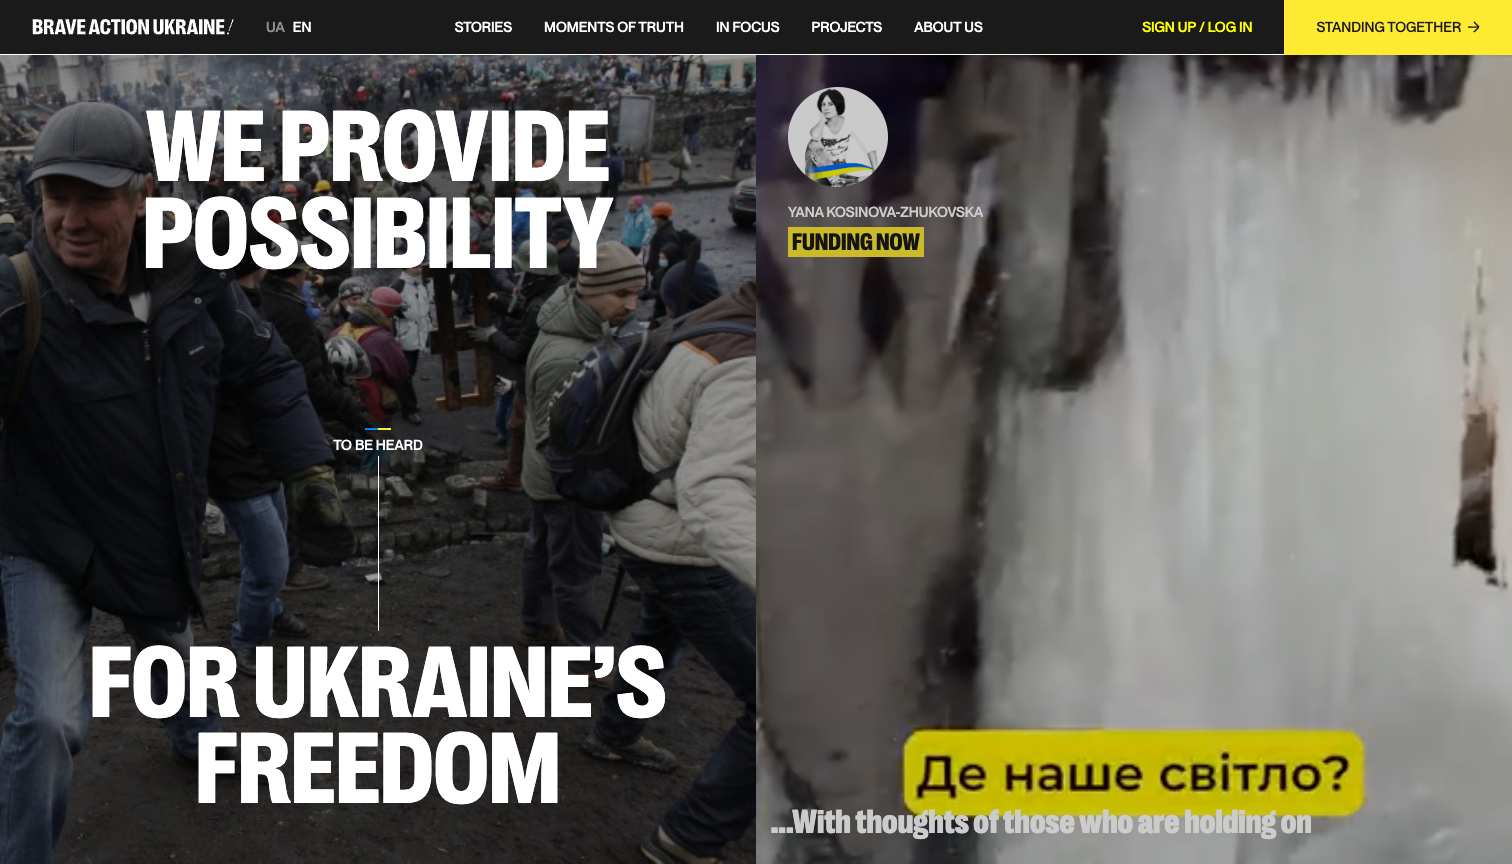 BRAVE ACTION UKRAINE /
UA EN
STORIES
MOMENTS OF TRUTH
IN FOCUS
PROJECTS
ABOUT US
SIGN UP / LOG IN
STANDING TOGETHER →
WE PROVIDE
POSSIBILITY
TO BE HEARD
FOR UKRAINE’S
FREEDOM
YANA KOSINOVA-ZHUKOVSKA
FUNDING NOW
Де наше світло?
...With thoughts of those who are holding on